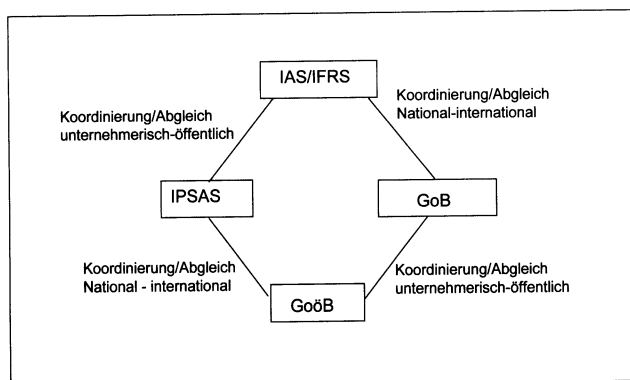 IAS/IFRS
Koordinierung/Abgleich
unternehmerisch-öffentlich
Koordinierung/Abgleich
National-international
IPSAS
GoB
Koordinierung/Abgleich
National - international
Koordinierung/Abgleich
unternehmerisch-öffentlich
GoöB